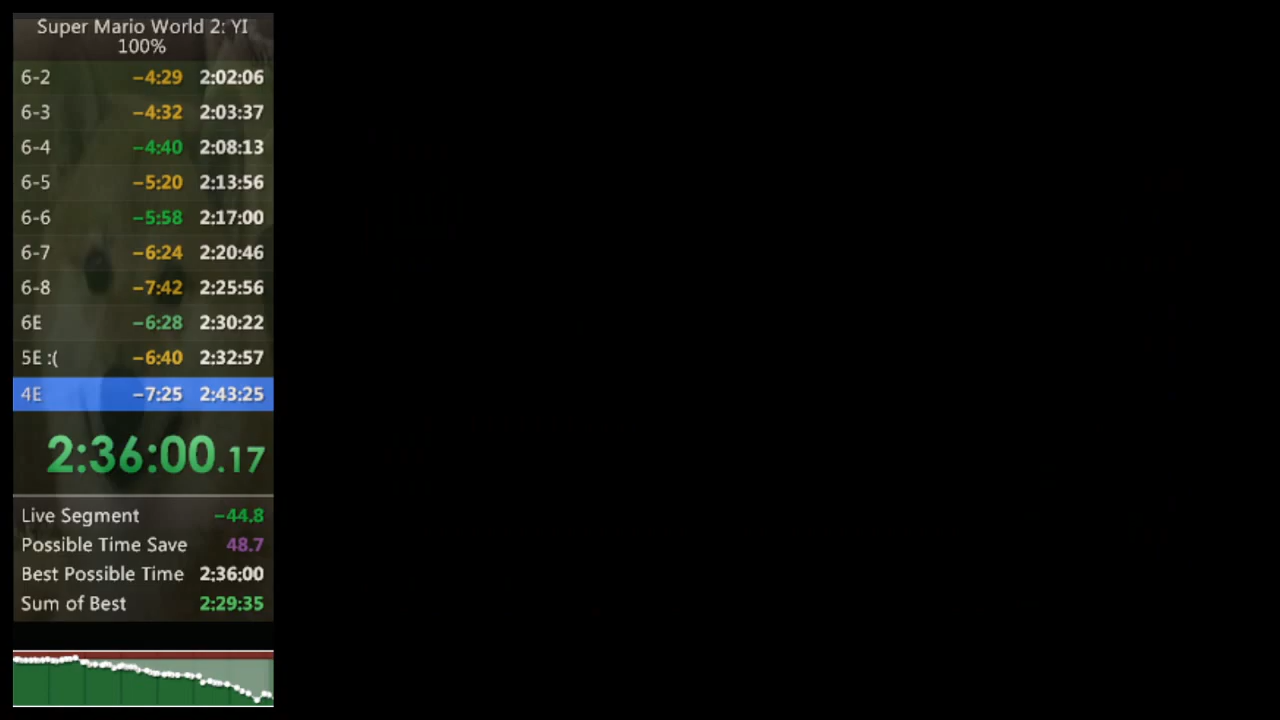 Super Mario World 2: YI
100%
6-2 −4:29 2:02:06
6-3 −4:32 2:03:37
6-4 −4:40 2:08:13
6-5 −5:20 2:13:56
6-6 −5:58 2:17:00
6-7 −6:24 2:20:46
6-8 −7:42 2:25:56
6E −6:28 2:30:22
5E :( −6:40 2:32:57
4E −7:25 2:43:25
2:36:00.17
Live Segment −44.8
Possible Time Save 48.7
Best Possible Time 2:36:00
Sum of Best 2:29:35